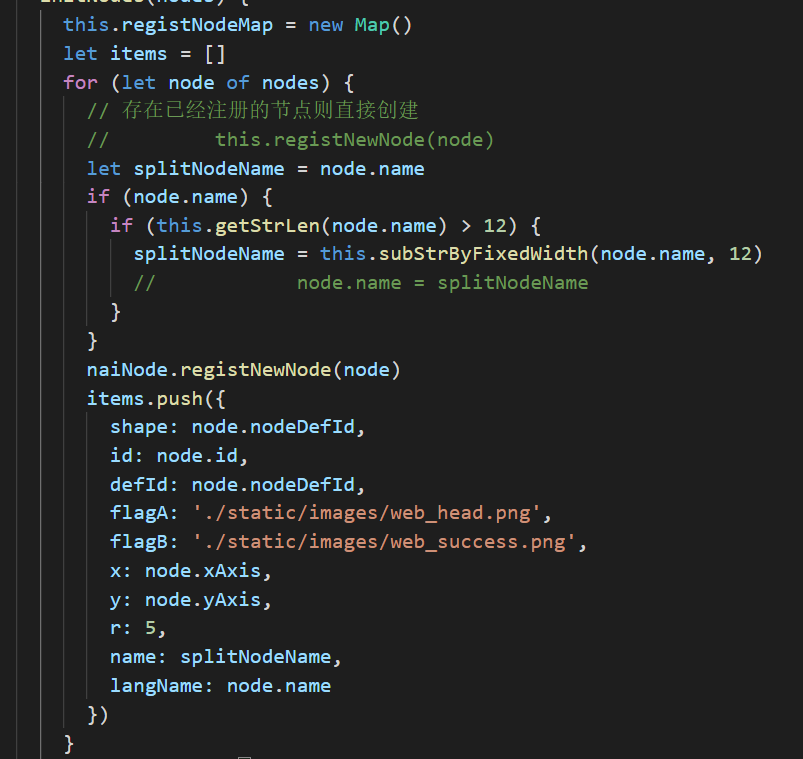 initNodes(nodes) {
this.registNodeMap = new Map()
let items = []
for (let node of nodes) {
// 存在已经注册的节点则直接创建
//         this.registNewNode(node)
let splitNodeName = node.name
if (node.name) {
if (this.getStrLen(node.name) > 12) {
splitNodeName = this.subStrByFixedWidth(node.name, 12)
//            node.name = splitNodeName
}
}
naiNode.registNewNode(node)
items.push({
shape: node.nodeDefId,
id: node.id,
defId: node.nodeDefId,
flagA: './static/images/web_head.png',
flagB: './static/images/web_success.png',
x: node.xAxis,
y: node.yAxis,
r: 5,
name: splitNodeName,
langName: node.name
})
}